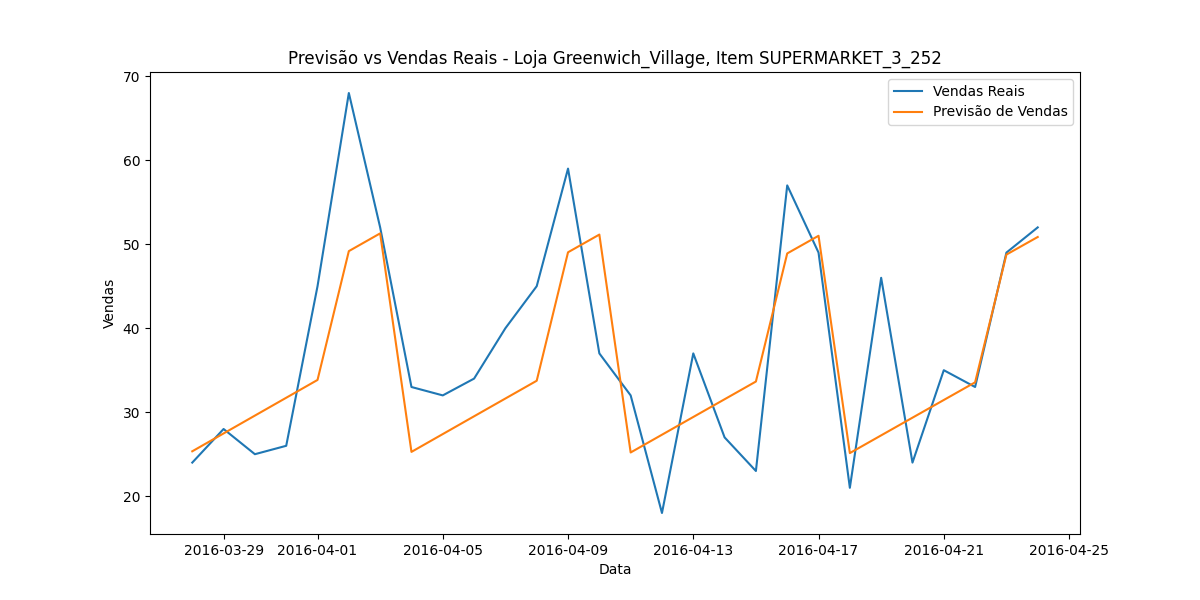 Previsão vs Vendas Reais - Loja Greenwich_Village, Item SUPERMARKET_3_252
Vendas Reais
Previsão de Vendas
Vendas
70
60
50
40
30
20
2016-03-29 2016-04-01 2016-04-05 2016-04-09 2016-04-13 2016-04-17 2016-04-21 2016-04-25
Data